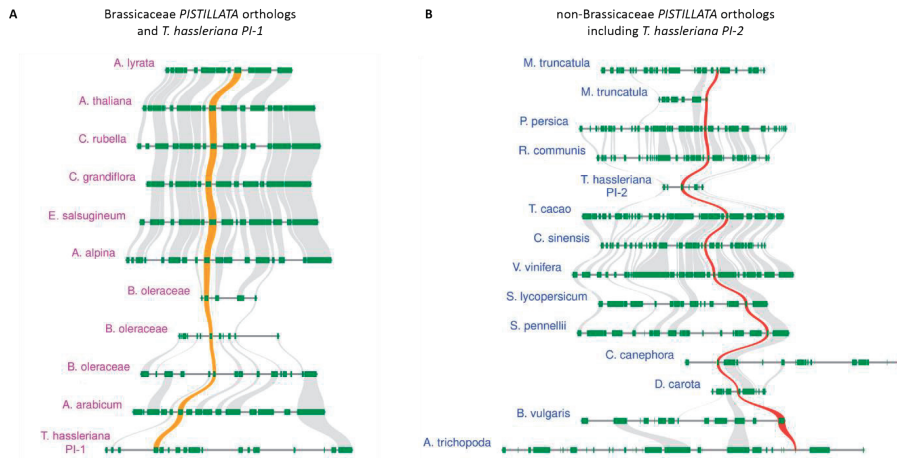 A
Brassicaceae PISTILLATA orthologs
and T. hassleriana PI-1
A. lyrata
A. thaliana
C. rubella
C. grandiflora
E. salsugineum
A. alpina
B. oleraceae
B. oleraceae
B. oleraceae
A. arabicum
T. hassleriana
PI-1
B
non-Brassicaceae PISTILLATA orthologs
including T. hassleriana PI-2
M. truncatula
M. truncatula
P. persica
R. communis
T. hassleriana
PI-2
T. cacao
C. sinensis
V. vinifera
S. lycopersicum
S. pennellii
C. canephora
D. carota
B. vulgaris
A. trichopoda